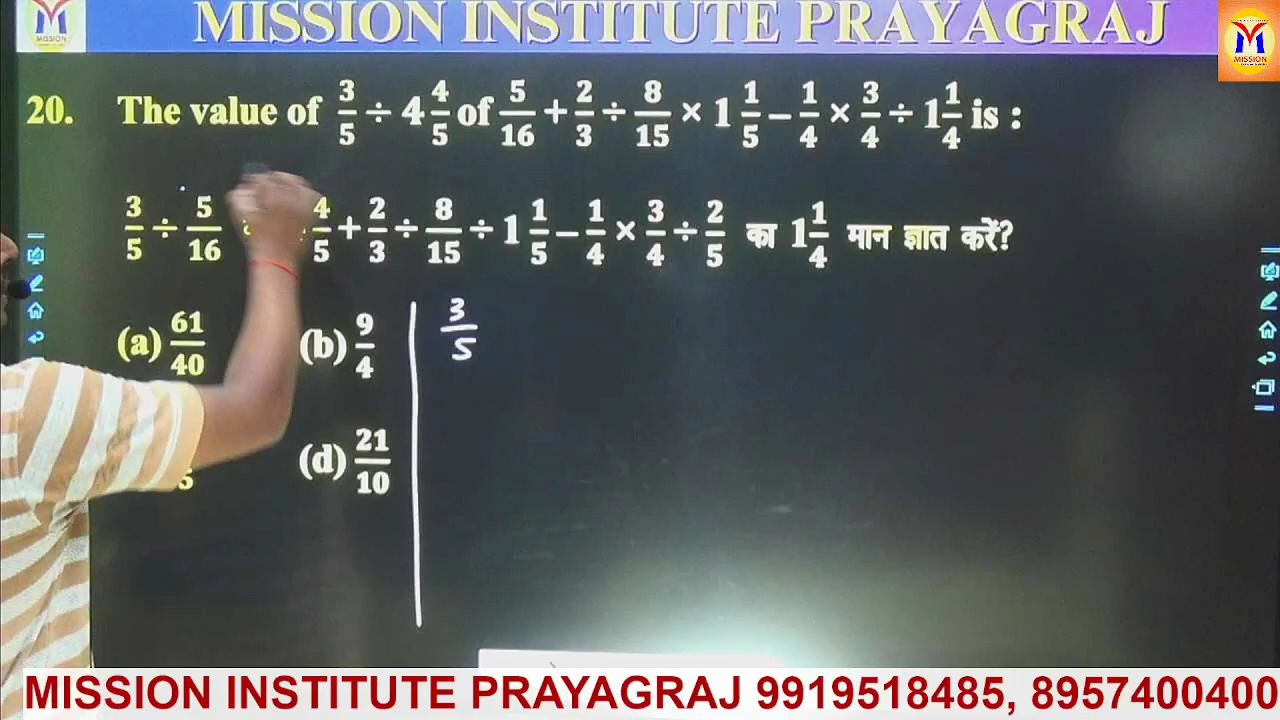 MISSION INSTITUTE PRAYAGRAJ
MISSION
MISSION
20. The value of 3/5 ÷ 4 4/5 of 5/16 + 2/3 ÷ 8/15 × 1 1/5 − 1/4 × 3/4 ÷ 1 1/4 is :
3/5 ÷ 5/16 4/5 + 2/3 ÷ 8/15 ÷ 1 1/5 − 1/4 × 3/4 ÷ 2/5 का 1 1/4 मान ज्ञात करें?
(a) 61/40 (b) 9/4
3/5
5 (d) 21/10
MISSION INSTITUTE PRAYAGRAJ 9919518485, 8957400400